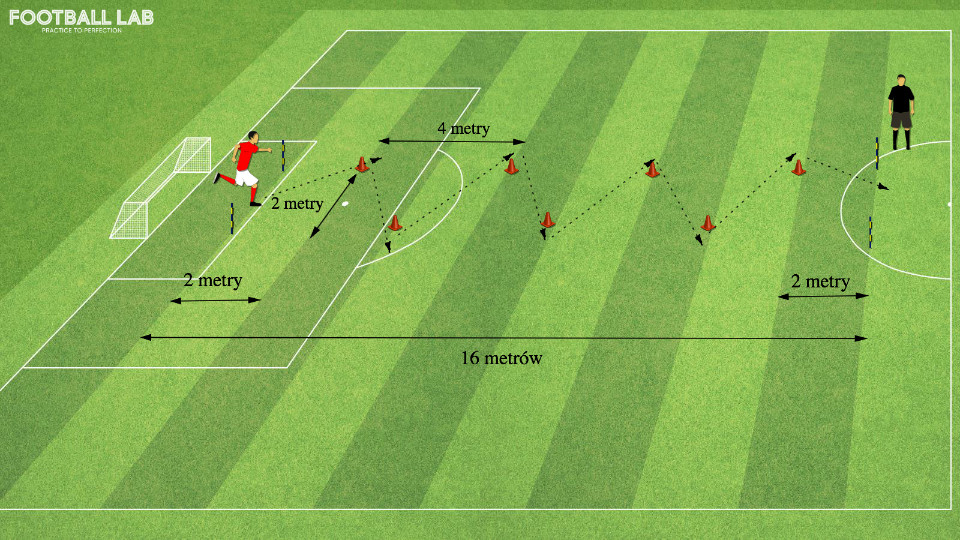 FOOTBALL LAB
PRACTICE TO PERFECTION
4 metry
2 metry
2 metry
2 metry
16 metrów